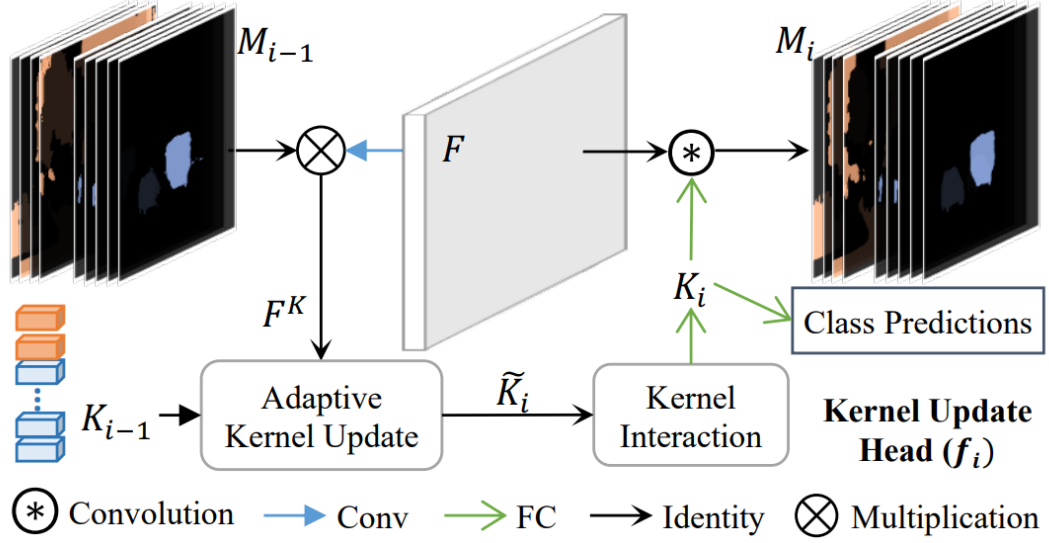 M_{i−1}
F
M_i
F^K
K_i
Class Predictions
K_{i−1}
Adaptive
Kernel Update
K̃_i
Kernel
Interaction
Kernel Update
Head (f_i)
Convolution
Conv
FC
Identity
Multiplication